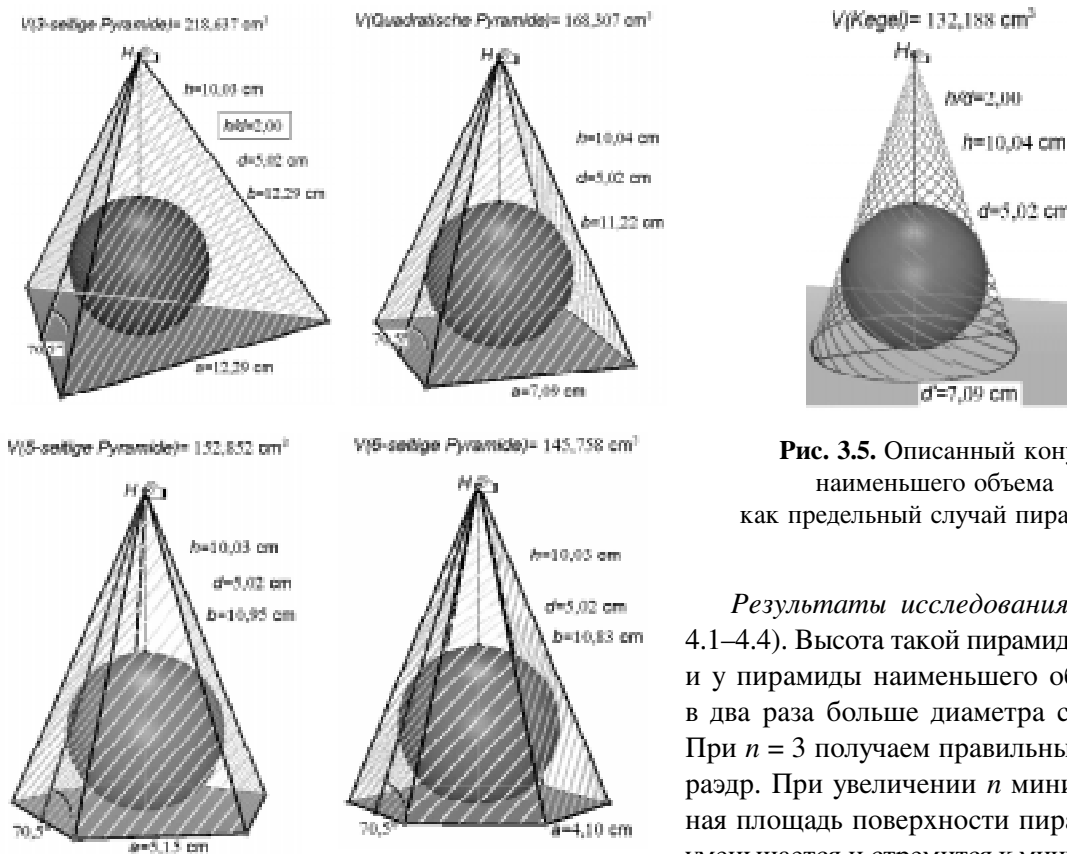 V(3-seitige Pyramide)= 218,637 cm³
H
h=10,03 cm
h/d=2,00
d=5,02 cm
b=12,29 cm
a=12,29 cm
V(Quadratische Pyramide)= 168,307 cm³
H
h=10,04 cm
d=5,02 cm
b=11,22 cm
a=7,09 cm
V(Kegel)= 132,188 cm³
H
h/d=2,00
h=10,04 cm
d=5,02 cm
d'=7,09 cm
V(5-seitige Pyramide)= 152,852 cm³
H
h=10,03 cm
d=5,02 cm
b=10,95 cm
70,5°
a=5,15 cm
V(6-seitige Pyramide)= 145,758 cm³
H
h=10,03 cm
d=5,02 cm
b=10,83 cm
70,5°
a=4,10 cm
Рис. 3.5. Описанный кону
наименьшего объема
как предельный случай пира
Результаты исследования
4.1–4.4). Высота такой пирамид
и у пирамиды наименьшего об
в два раза больше диаметра с
При n = 3 получаем правильны
раэдр. При увеличении n мини
ная площадь поверхности пира